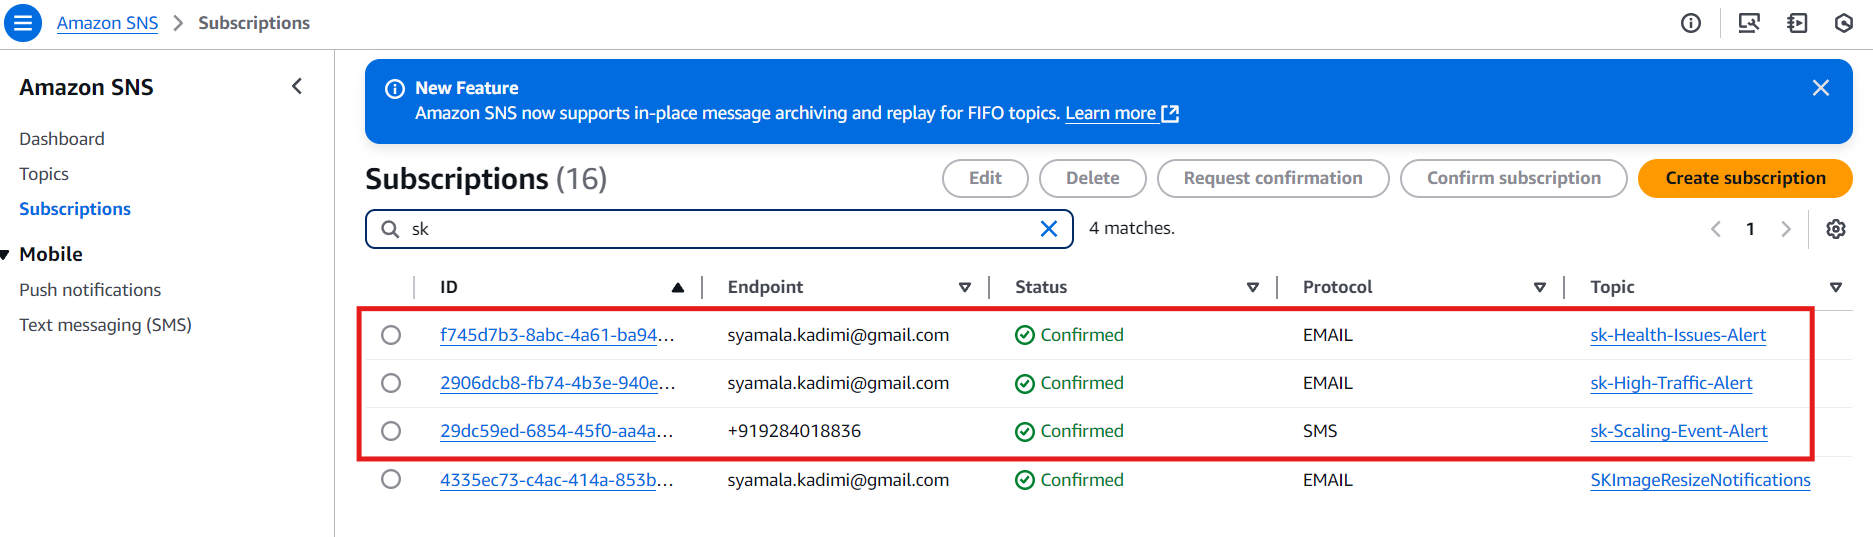 Amazon SNS > Subscriptions
Amazon SNS
Dashboard
Topics
Subscriptions
Mobile
Push notifications
Text messaging (SMS)
New Feature
Amazon SNS now supports in-place message archiving and replay for FIFO topics. Learn more
Subscriptions (16)
Edit
Delete
Request confirmation
Confirm subscription
Create subscription
sk
4 matches.
1
ID Endpoint Status Protocol Topic
f745d7b3-8abc-4a61-ba94... syamala.kadimi@gmail.com Confirmed EMAIL sk-Health-Issues-Alert
2906dcb8-fb74-4b3e-940e... syamala.kadimi@gmail.com Confirmed EMAIL sk-High-Traffic-Alert
29dc59ed-6854-45f0-aa4a... +919284018836 Confirmed SMS sk-Scaling-Event-Alert
4335ec73-c4ac-414a-853b... syamala.kadimi@gmail.com Confirmed EMAIL SKImageResizeNotifications